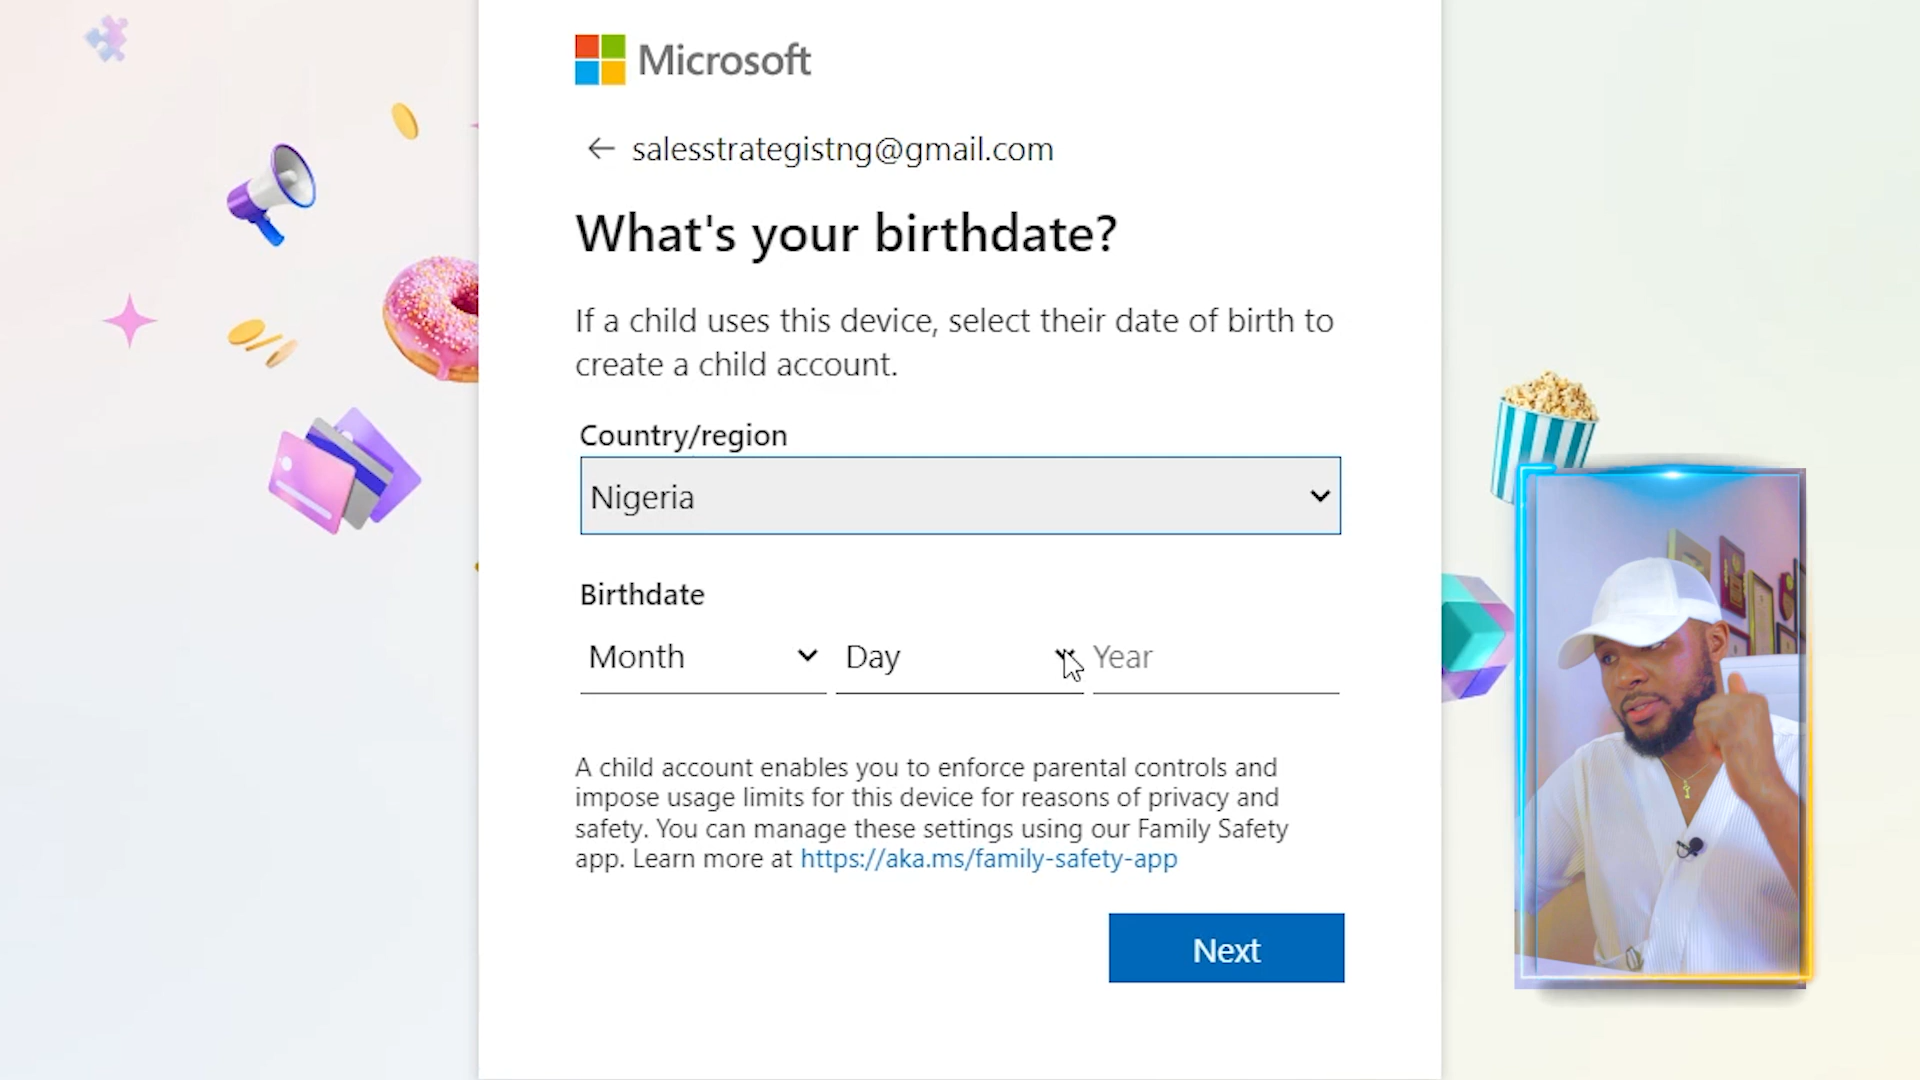 Microsoft
salesstrategistng@gmail.com
What's your birthdate?
If a child uses this device, select their date of birth to
create a child account.
Country/region
Nigeria
Birthdate
Month Day Year
A child account enables you to enforce parental controls and
impose usage limits for this device for reasons of privacy and
safety. You can manage these settings using our Family Safety
app. Learn more at https://aka.ms/family-safety-app
Next